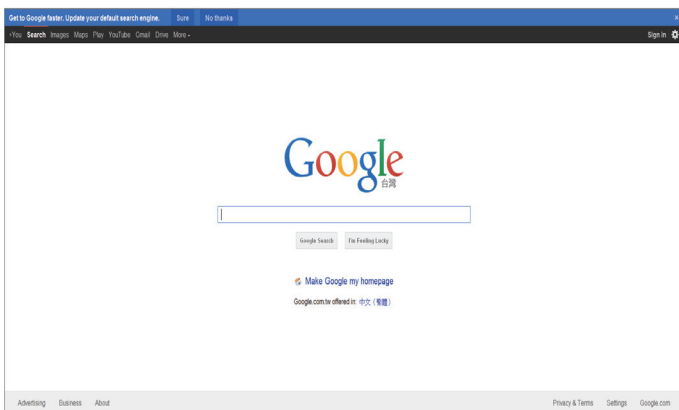 Get to Google faster. Update your default search engine. Sure No thanks ×
+You Search Images Maps Play YouTube Gmail Drive More Sign in
Google
台灣
Google Search I'm Feeling Lucky
Make Google my homepage
Google.com.tw offered in: 中文（繁體）
Advertising Business About Privacy & Terms Settings Google.com